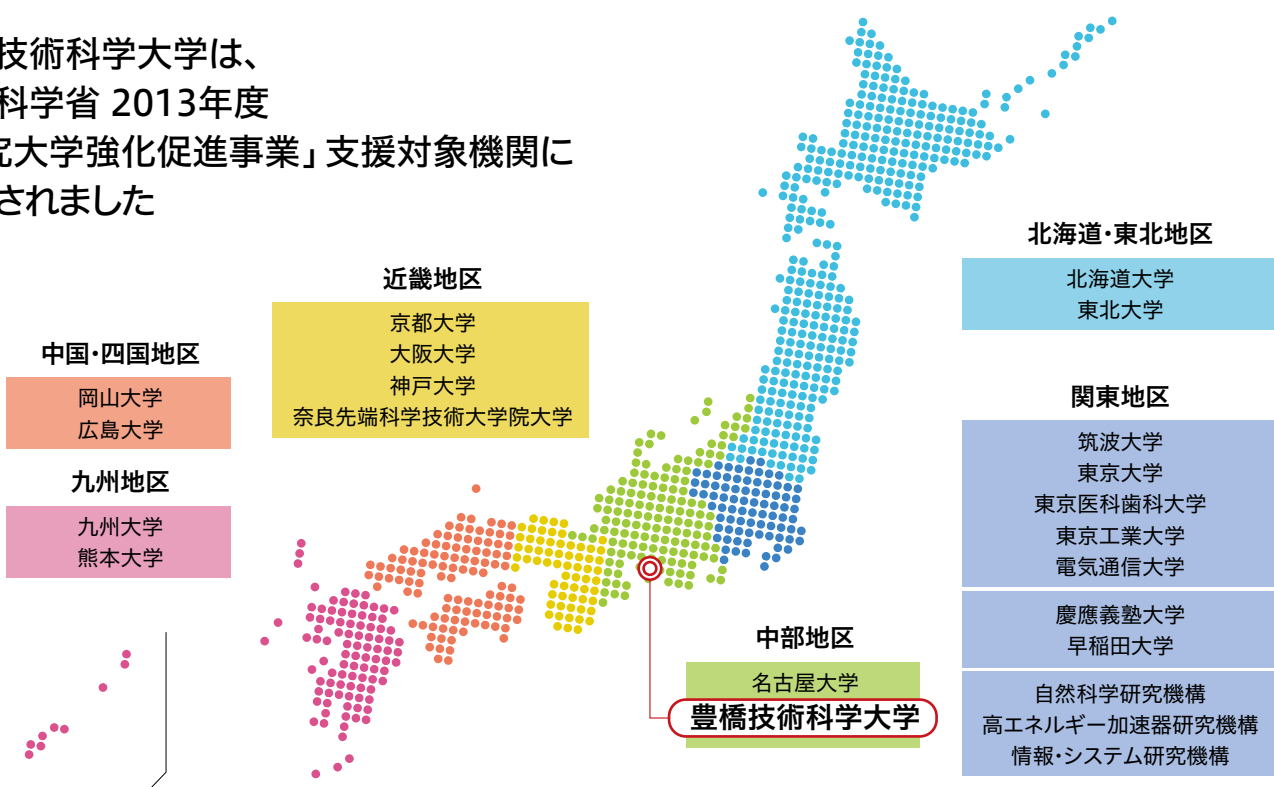 技術科学大学は、
科学省 2013年度
究大学強化促進事業」支援対象機関に
されました
北海道・東北地区
北海道大学
東北大学
近畿地区
京都大学
大阪大学
神戸大学
奈良先端科学技術大学院大学
中国・四国地区
岡山大学
広島大学
九州地区
九州大学
熊本大学
関東地区
筑波大学
東京大学
東京医科歯科大学
東京工業大学
電気通信大学
慶應義塾大学
早稲田大学
自然科学研究機構
高エネルギー加速器研究機構
情報・システム研究機構
中部地区
名古屋大学
豊橋技術科学大学